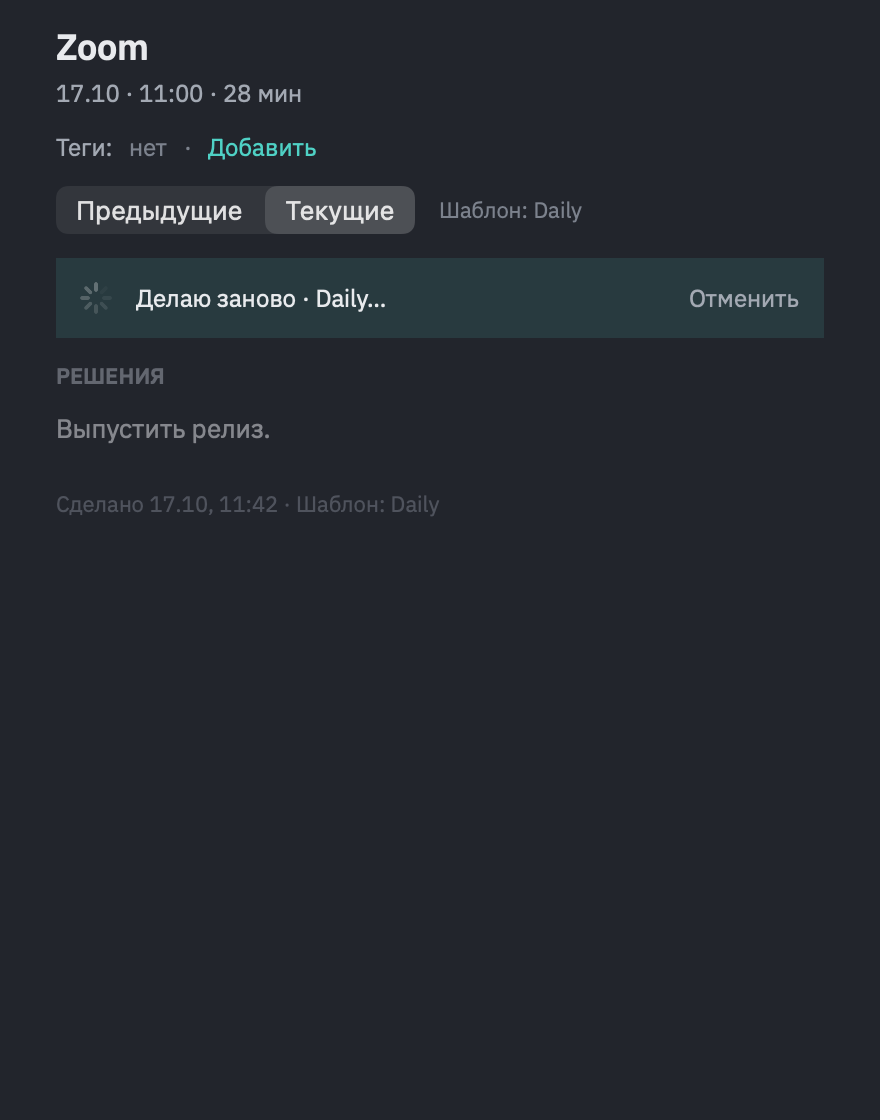 Zoom
17.10 · 11:00 · 28 мин
Теги: нет · Добавить
Предыдущие Текущие Шаблон: Daily
Делаю заново · Daily... Отменить
РЕШЕНИЯ
Выпустить релиз.
Сделано 17.10, 11:42 · Шаблон: Daily